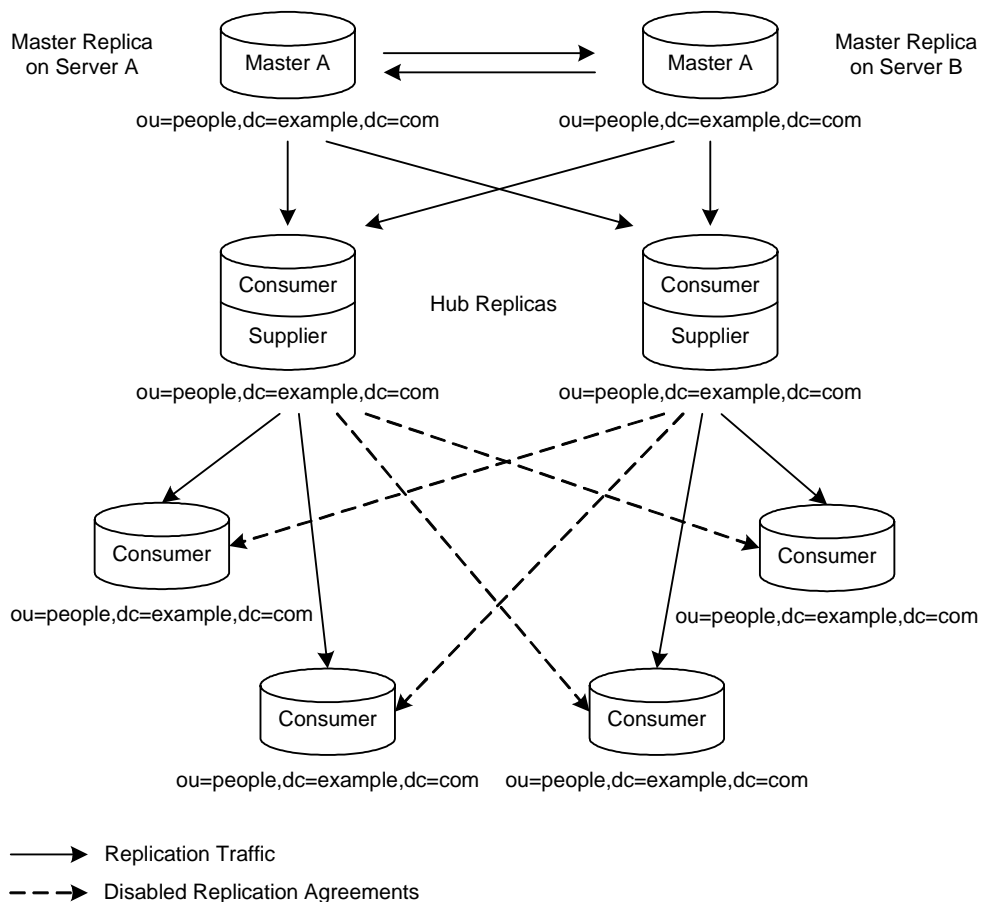 Master Replica
on Server A
Master A
Master A
Master Replica
on Server B
ou=people,dc=example,dc=com
ou=people,dc=example,dc=com
Consumer
Supplier
Hub Replicas
Consumer
Supplier
ou=people,dc=example,dc=com
ou=people,dc=example,dc=com
Consumer
Consumer
ou=people,dc=example,dc=com
ou=people,dc=example,dc=com
Consumer
Consumer
ou=people,dc=example,dc=com
ou=people,dc=example,dc=com
Replication Traffic
Disabled Replication Agreements